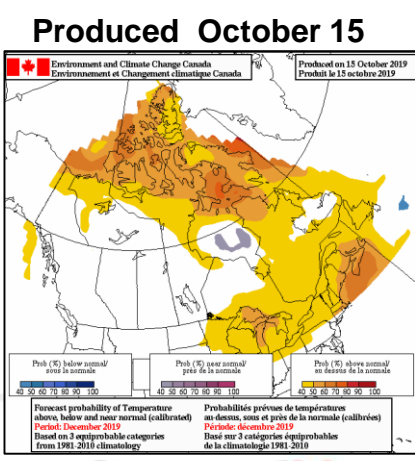 Produced October 15
Environment and Climate Change Canada
Environnement et Changement climatique Canada
Produced on 15 October 2019
Produit le 15 octobre 2019
Prob (%) below normal/
sous la normale
40 50 60 70 80 90 100
Prob (%) near normal/
près de la normale
40 50 60 70 80 90 100
Prob (%) above normal/
au dessus de la normale
40 50 60 70 80 90 100
Forecast probability of Temperature
above, below and near normal (calibrated)
Period: December 2019
Based on 3 equiprobable categories
from 1981-2010 climatology
Probabilités prévues de températures
au-dessus, sous et près de la normale (calibrées)
Période: décembre 2019
Basé sur 3 catégories équiprobables
de la climatologie 1981-2010